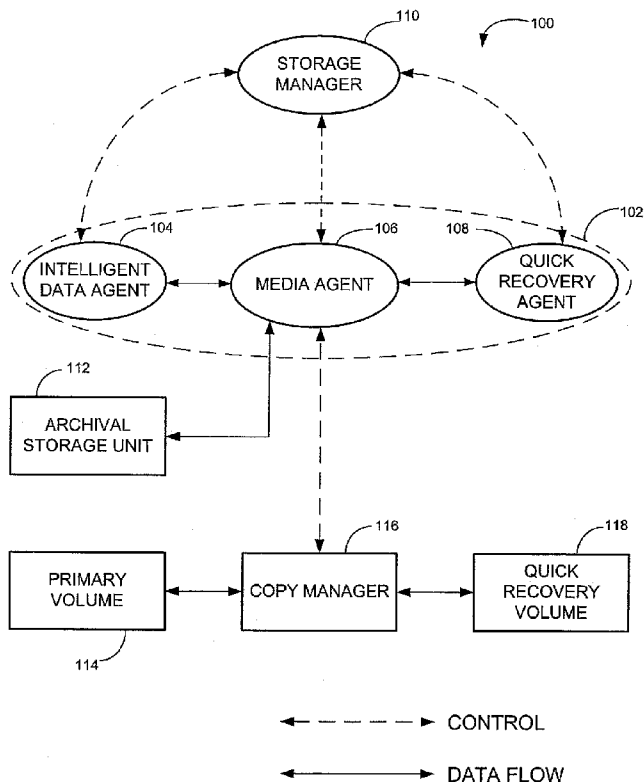 110
100
STORAGE
MANAGER
102
104
106
108
INTELLIGENT
DATA AGENT
MEDIA AGENT
QUICK
RECOVERY
AGENT
112
ARCHIVAL
STORAGE UNIT
116
118
PRIMARY
VOLUME
COPY MANAGER
QUICK
RECOVERY
VOLUME
114
CONTROL
DATA FLOW